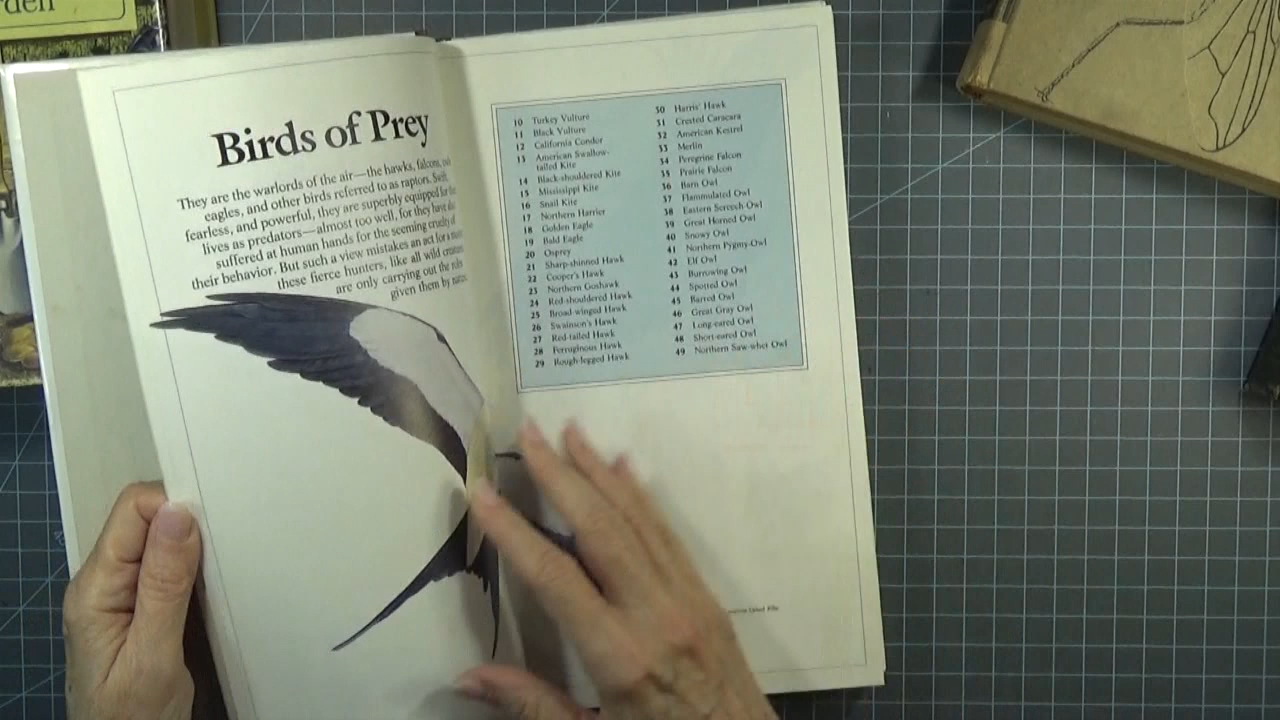 rden
Birds of Prey
They are the warlords of the air—the hawks, falcons,
eagles, and other birds referred to as raptors. Swift,
fearless, and powerful, they are superbly equipped for
lives as predators—almost too well, for they have
suffered at human hands for the seeming cruelty of
their behavior. But such a view mistakes an act for a
these fierce hunters, like all wild creatures
are only carrying out the rules
given them by nature.
10 Turkey Vulture
11 Black Vulture
12 California Condor
13 American Swallow-
tailed Kite
14 Black-shouldered Kite
15 Mississippi Kite
16 Snail Kite
17 Northern Harrier
18 Golden Eagle
19 Bald Eagle
20 Osprey
21 Sharp-shinned Hawk
22 Cooper's Hawk
23 Northern Goshawk
24 Red-shouldered Hawk
25 Broad-winged Hawk
26 Swainson's Hawk
27 Red-tailed Hawk
28 Ferruginous Hawk
29 Rough-legged Hawk
30 Harris' Hawk
31 Crested Caracara
32 American Kestrel
33 Merlin
34 Peregrine Falcon
35 Prairie Falcon
36 Barn Owl
37 Flammulated Owl
38 Eastern Screech Owl
39 Great Horned Owl
40 Snowy Owl
41 Northern Pygmy-Owl
42 Elf Owl
43 Burrowing Owl
44 Spotted Owl
45 Barred Owl
46 Great Gray Owl
47 Long-eared Owl
48 Short-eared Owl
49 Northern Saw-whet Owl
tailed Kite